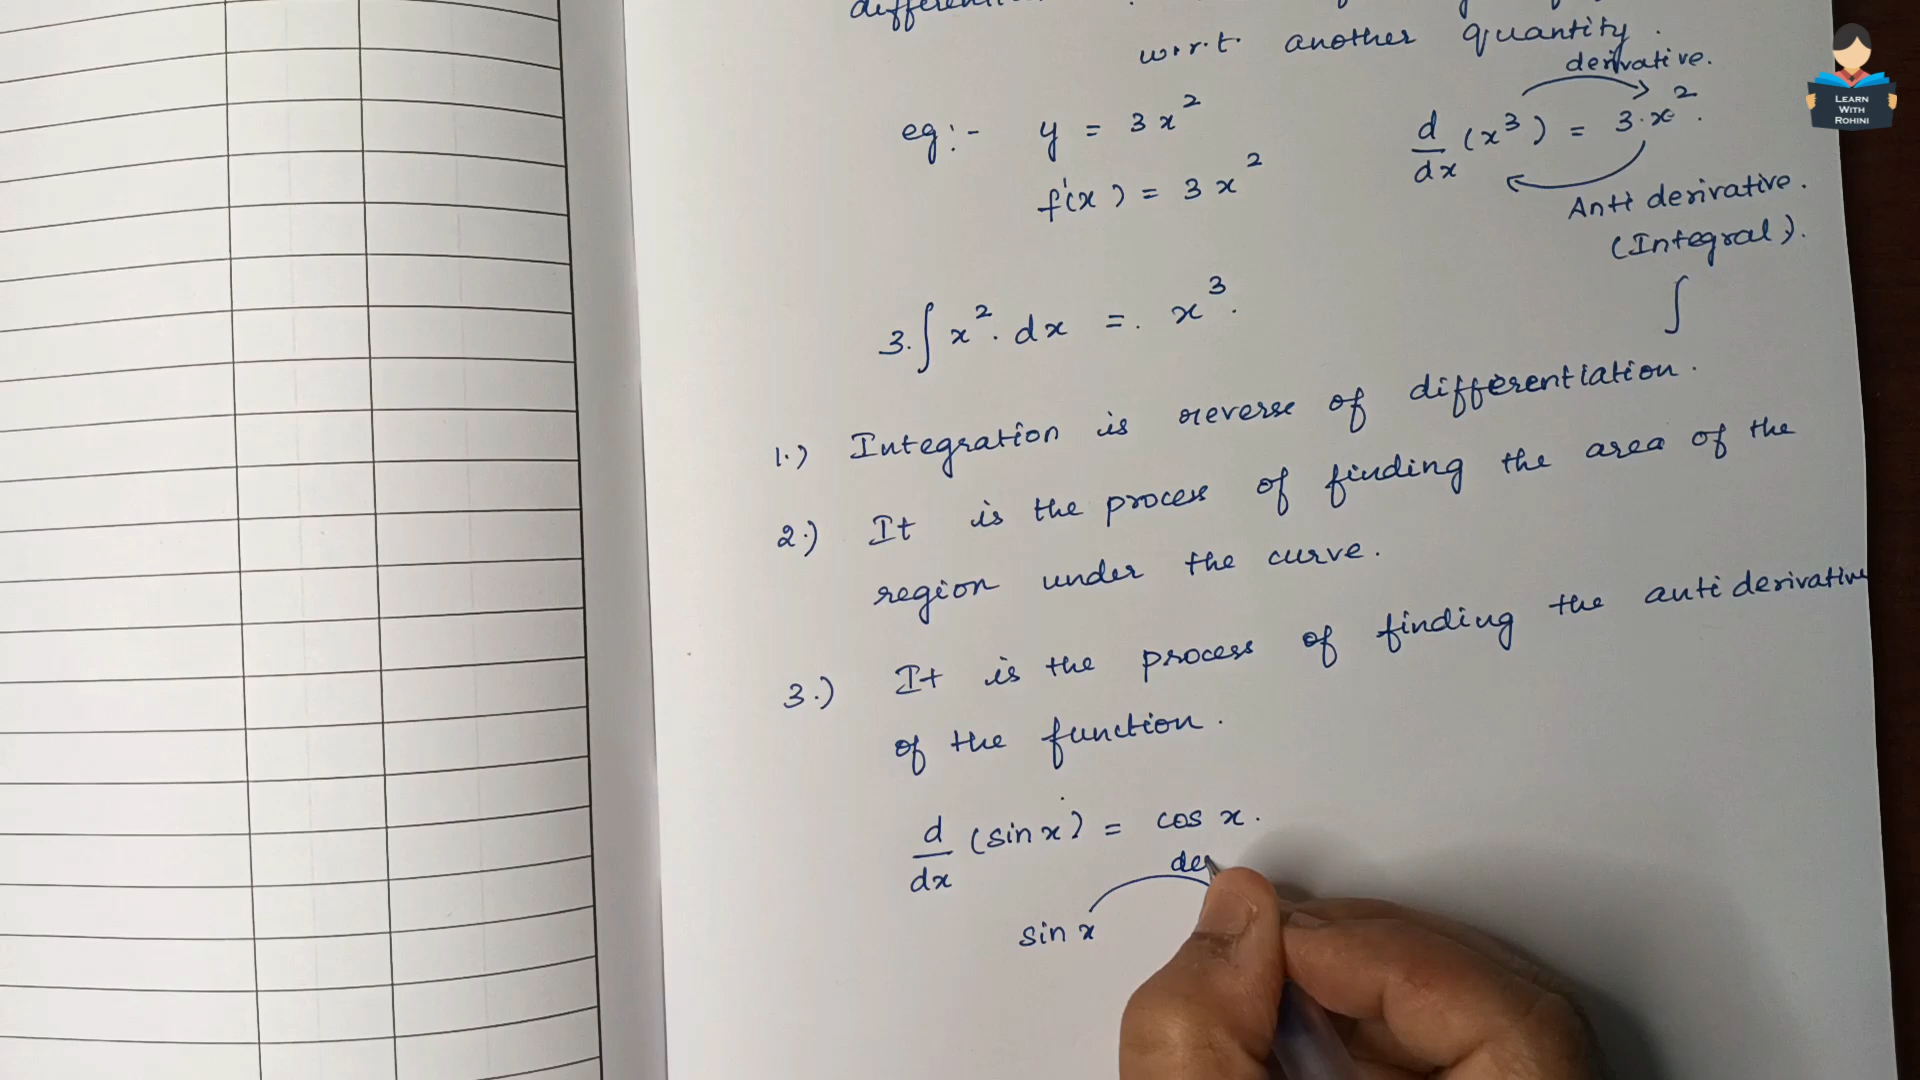 w.r.t. another quantity.
derivative.
eg:- y = 3x²
d/dx (x³) = 3.x².
f'(x) = 3x²
Anti derivative.
(Integral).
∫
3.∫ x². dx =. x³.
1.) Integration is reverse of differentiation.
2.) It is the process of finding the area of the
region under the curve.
3.) It is the process of finding the anti derivative
of the function.
d/dx (sin x) = cos x.
de
sin x
LEARN
WITH
ROHINI